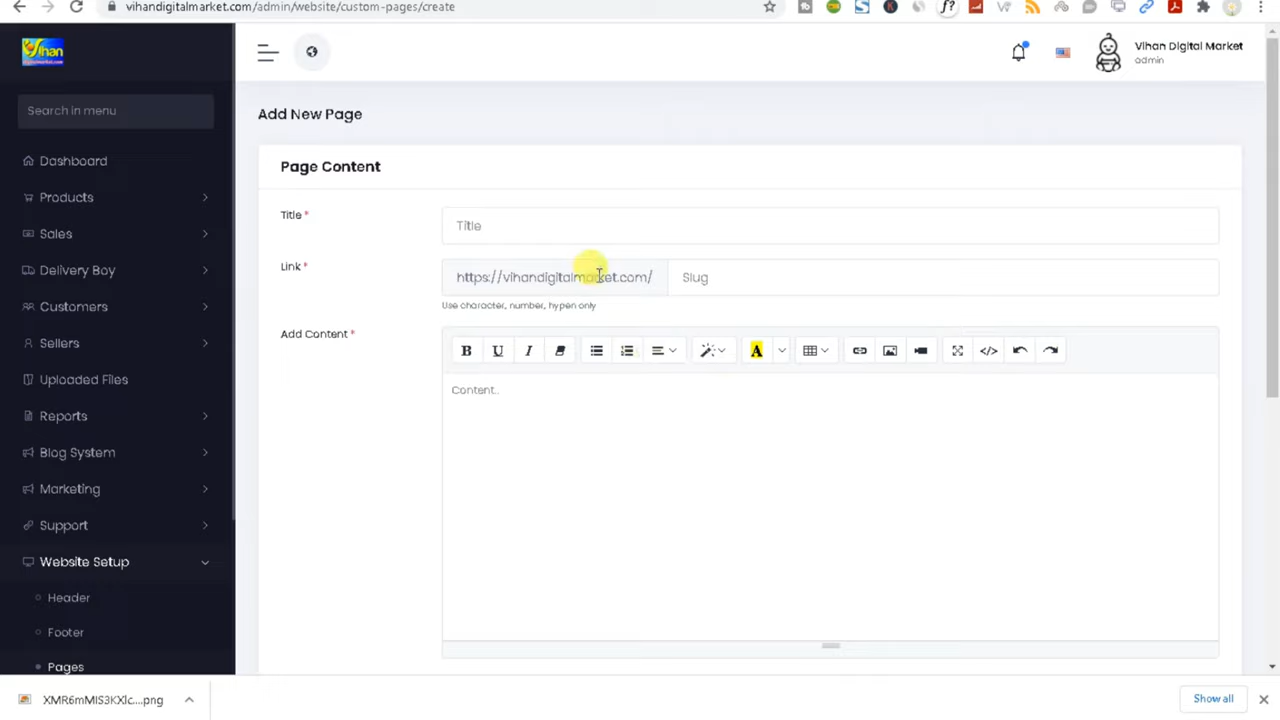 vihandigitalmarket.com/admin/website/custom-pages/create
Vihan
Vihan Digital Market
admin
Search in menu
Add New Page
Dashboard
Page Content
Products
Title *
Title
Sales
Link *
https://vihandigitalmarket.com/
Slug
Delivery Boy
Use character, number, hypen only
Customers
Add Content *
Sellers
B U I A </>
Uploaded Files
Content..
Reports
Blog System
Marketing
Support
Website Setup
Header
Footer
Pages
XMR6mMIS3KXlc....png
Show all